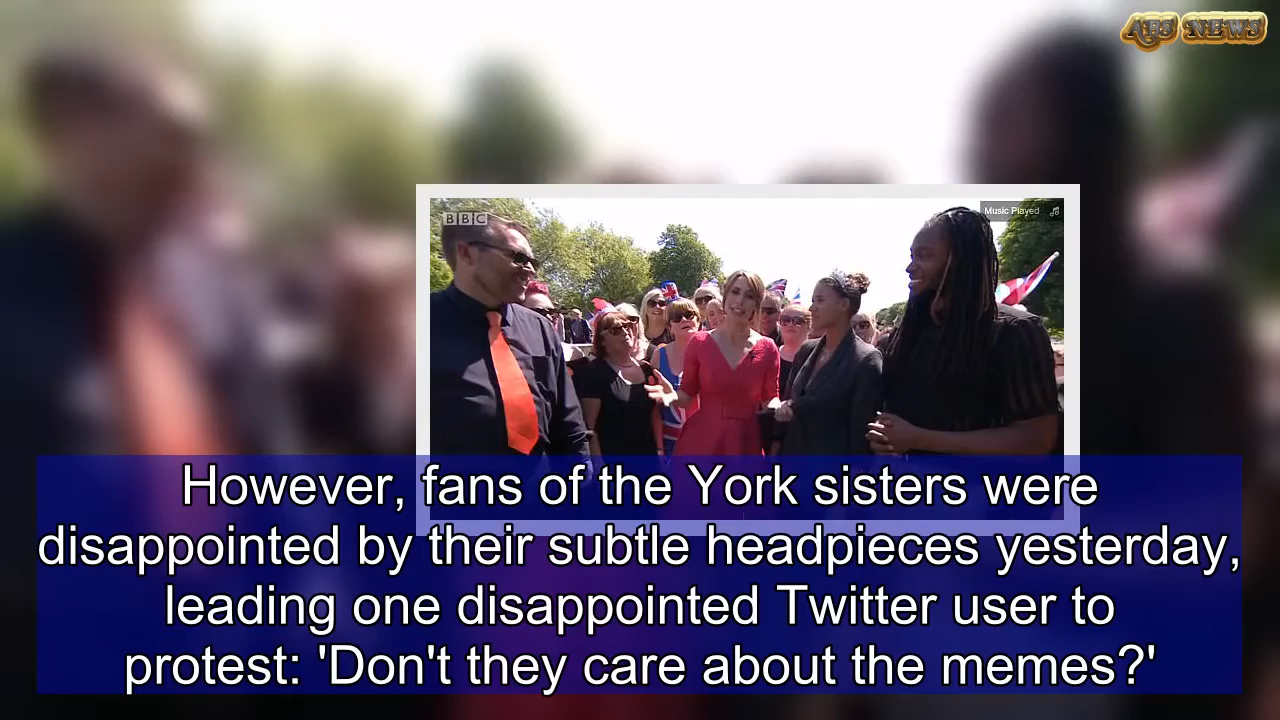 ABS NEWS
BBC
Music Played
However, fans of the York sisters were
disappointed by their subtle headpieces yesterday,
leading one disappointed Twitter user to
protest: 'Don't they care about the memes?'